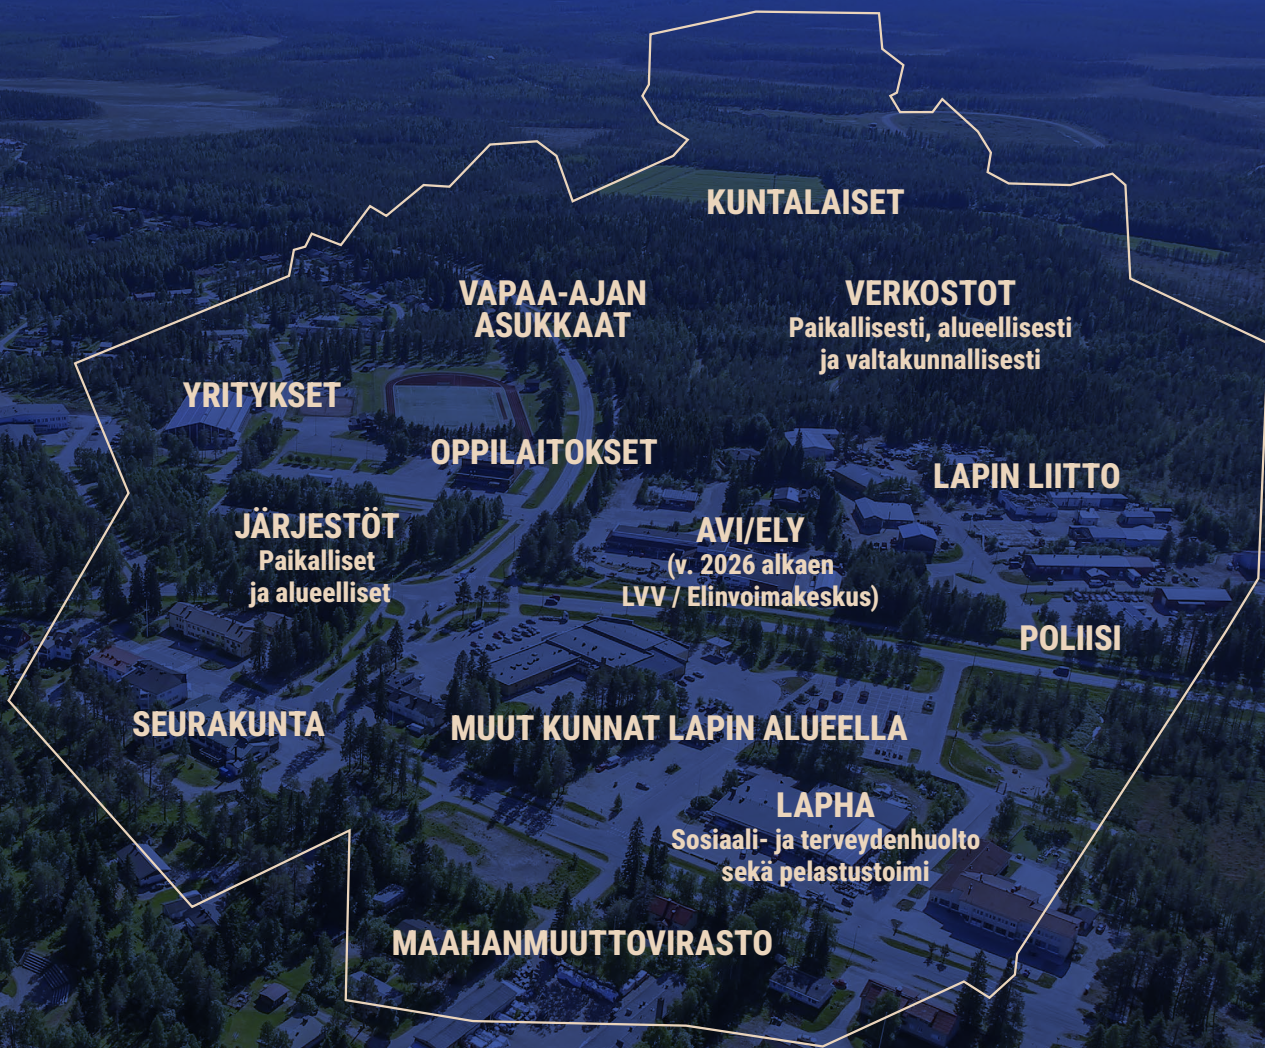 KUNTALAISET
VAPAA-AJAN
ASUKKAAT
VERKOSTOT
Paikallisesti, alueellisesti
ja valtakunnallisesti
YRITYKSET
OPPILAITOKSET
LAPIN LIITTO
JÄRJESTÖT
Paikalliset
ja alueelliset
AVI/ELY
(v. 2026 alkaen
LVV / Elinvoimakeskus)
POLIISI
SEURAKUNTA
MUUT KUNNAT LAPIN ALUEELLA
LAPHA
Sosiaali- ja terveydenhuolto
sekä pelastustoimi
MAAHANMUUTTOVIRASTO